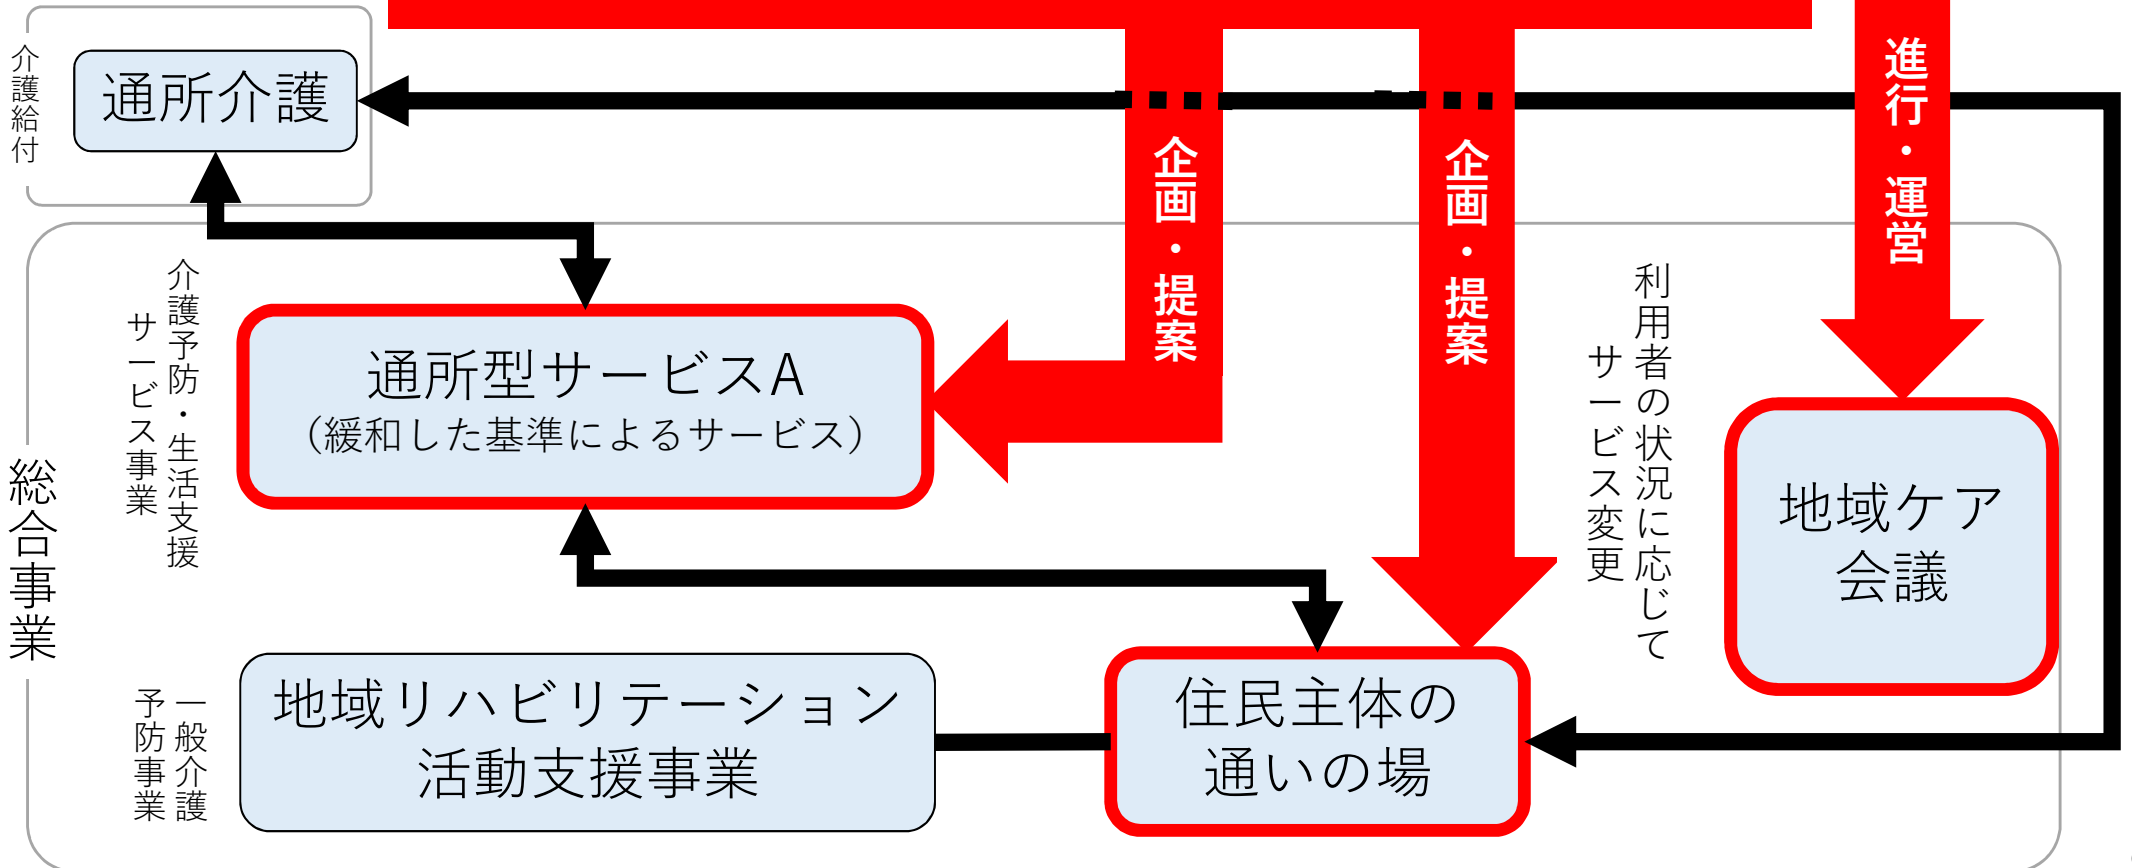 介護給付
通所介護
企画・提案
企画・提案
進行・運営
総合事業
介護予防・生活支援
サービス事業
通所型サービスA
（緩和した基準によるサービス）
利用者の状況に応じて
サービス変更
地域ケア
会議
一般介護
予防事業
地域リハビリテーション
活動支援事業
住民主体の
通いの場